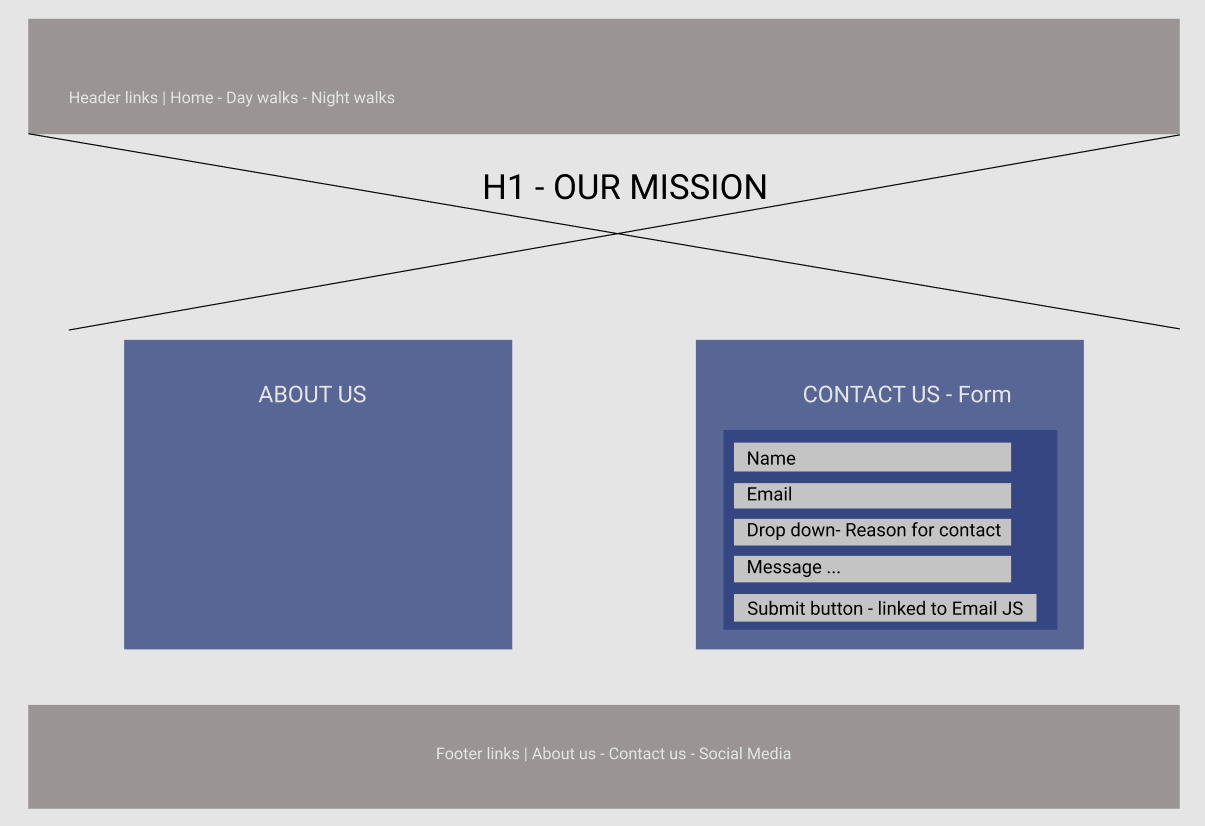 Header links | Home - Day walks - Night walks
H1 - OUR MISSION
ABOUT US
CONTACT US - Form
Name
Email
Drop down- Reason for contact
Message ...
Submit button - linked to Email JS
Footer links | About us - Contact us - Social Media